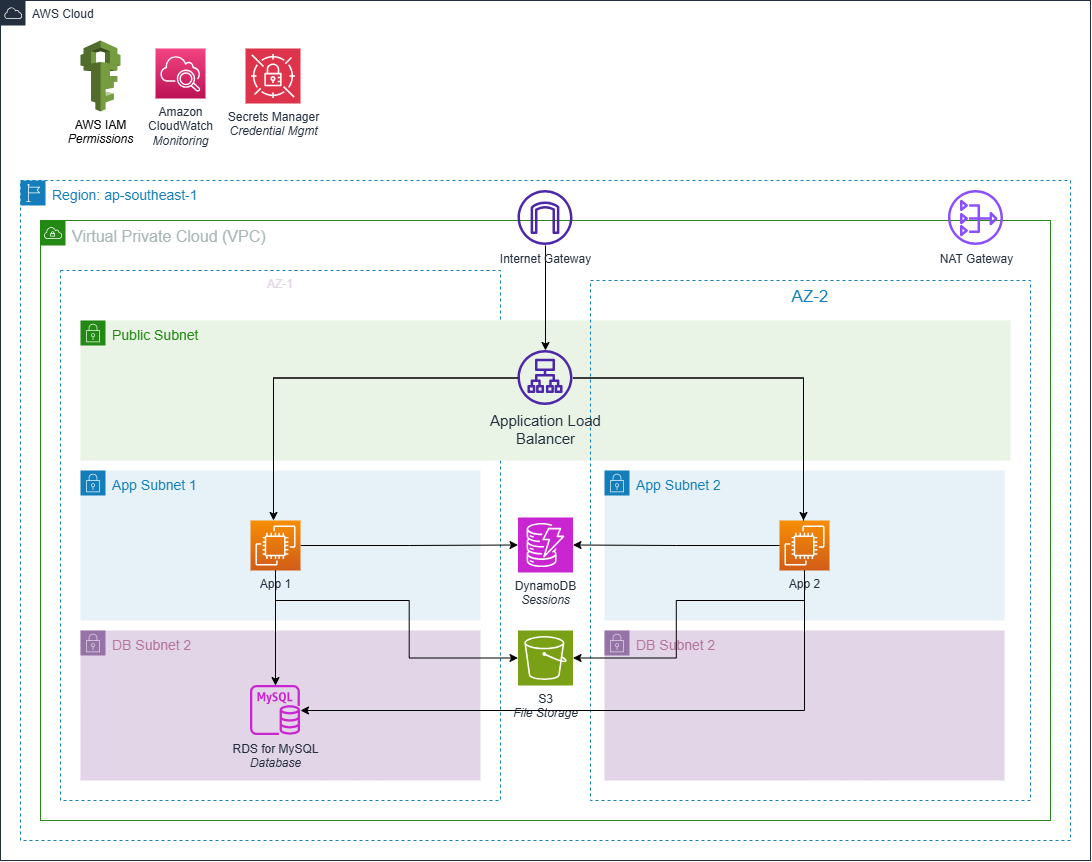 AWS Cloud
AWS IAM
Permissions
Amazon
CloudWatch
Monitoring
Secrets Manager
Credential Mgmt
Region: ap-southeast-1
Virtual Private Cloud (VPC)
Internet Gateway
NAT Gateway
AZ-1
AZ-2
Public Subnet
Application Load
Balancer
App Subnet 1
App Subnet 2
App 1
DynamoDB
Sessions
App 2
DB Subnet 2
DB Subnet 2
MySQL
S3
File Storage
RDS for MySQL
Database